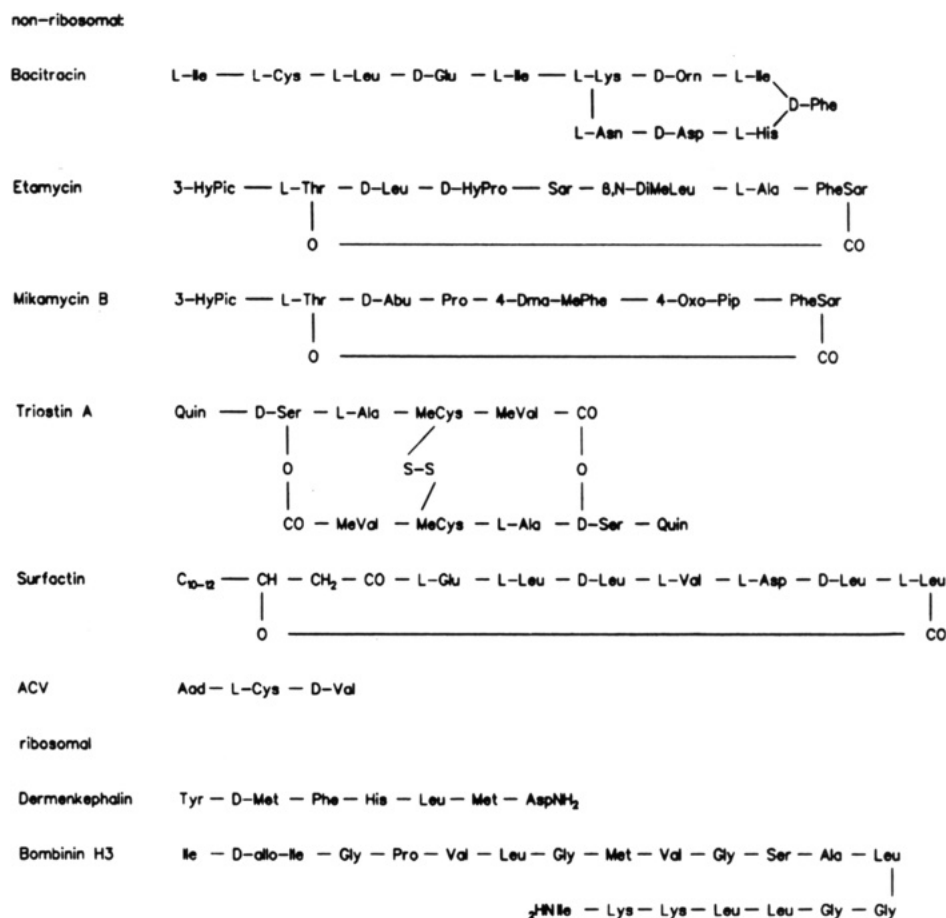 non-ribosomal:
Bacitracin L-Ile — L-Cys — L-Leu — D-Glu — L-Ile — L-Lys — D-Orn — L-Ile
D-Phe
L-Asn — D-Asp — L-His
Etamycin 3-HyPic — L-Thr — D-Leu — D-HyPro — Sar — β,N-DiMeLeu — L-Ala — PheSar
O CO
Mikamycin B 3-HyPic — L-Thr — D-Abu — Pro — 4-Dma-MePhe — 4-Oxo-Pip — PheSar
O CO
Triostin A Quin — D-Ser — L-Ala — MeCys — MeVal — CO
O S-S O
CO — MeVal — MeCys — L-Ala — D-Ser — Quin
Surfactin C₁₀₋₁₂ — CH — CH₂ — CO — L-Glu — L-Leu — D-Leu — L-Val — L-Asp — D-Leu — L-Leu
O CO
ACV Aad — L-Cys — D-Val
ribosomal
Dermenkephalin Tyr — D-Met — Phe — His — Leu — Met — AspNH₂
Bombinin H3 Ile — D-allo-Ile — Gly — Pro — Val — Leu — Gly — Met — Val — Gly — Ser — Ala — Leu
₂HNIle — Lys — Lys — Leu — Leu — Gly — Gly